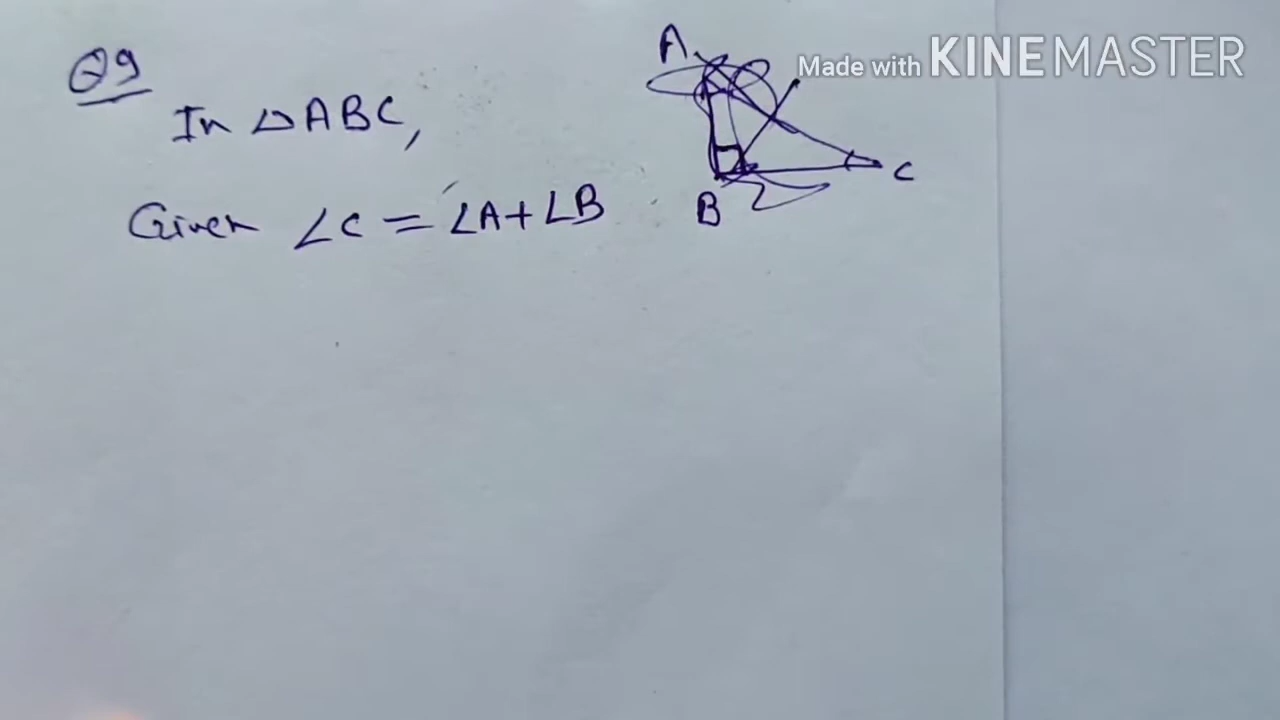 Q9
In △ABC,
Given ∠C = ∠A+∠B
A
B
C
Made with KINEMASTER